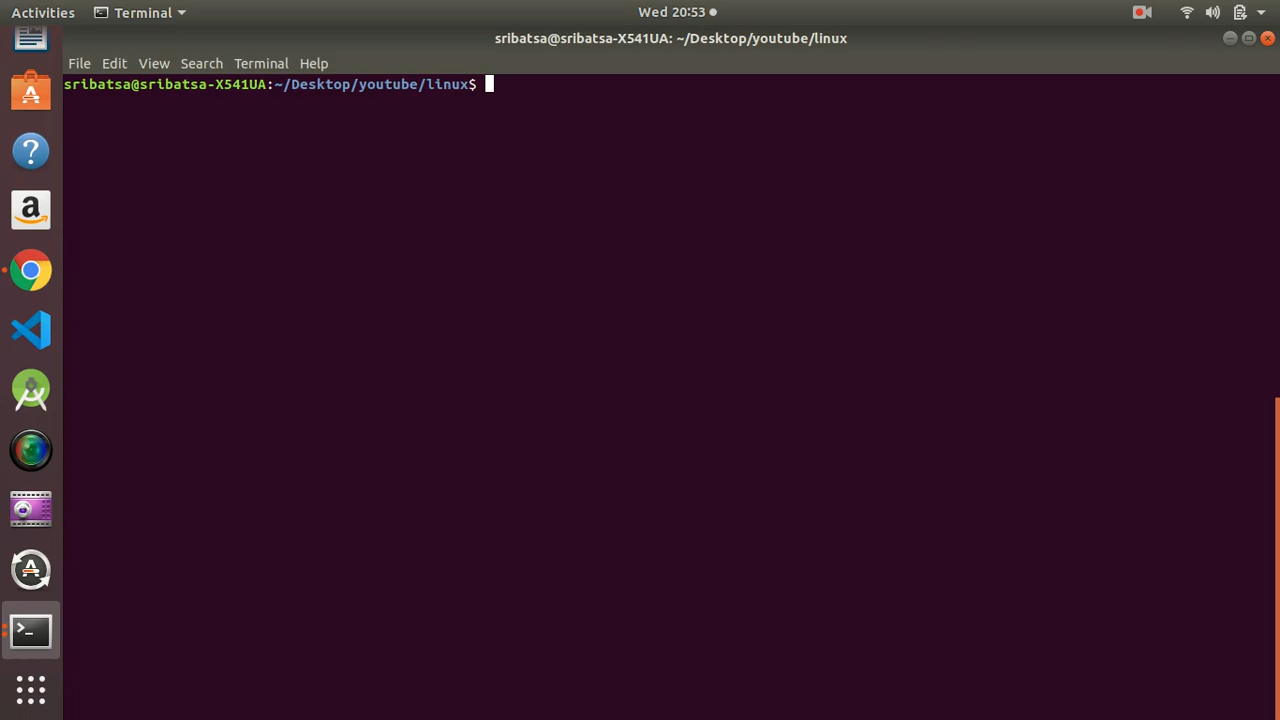 Activities Terminal Wed 20:53
sribatsa@sribatsa-X541UA: ~/Desktop/youtube/linux
File Edit View Search Terminal Help
sribatsa@sribatsa-X541UA:~/Desktop/youtube/linux$